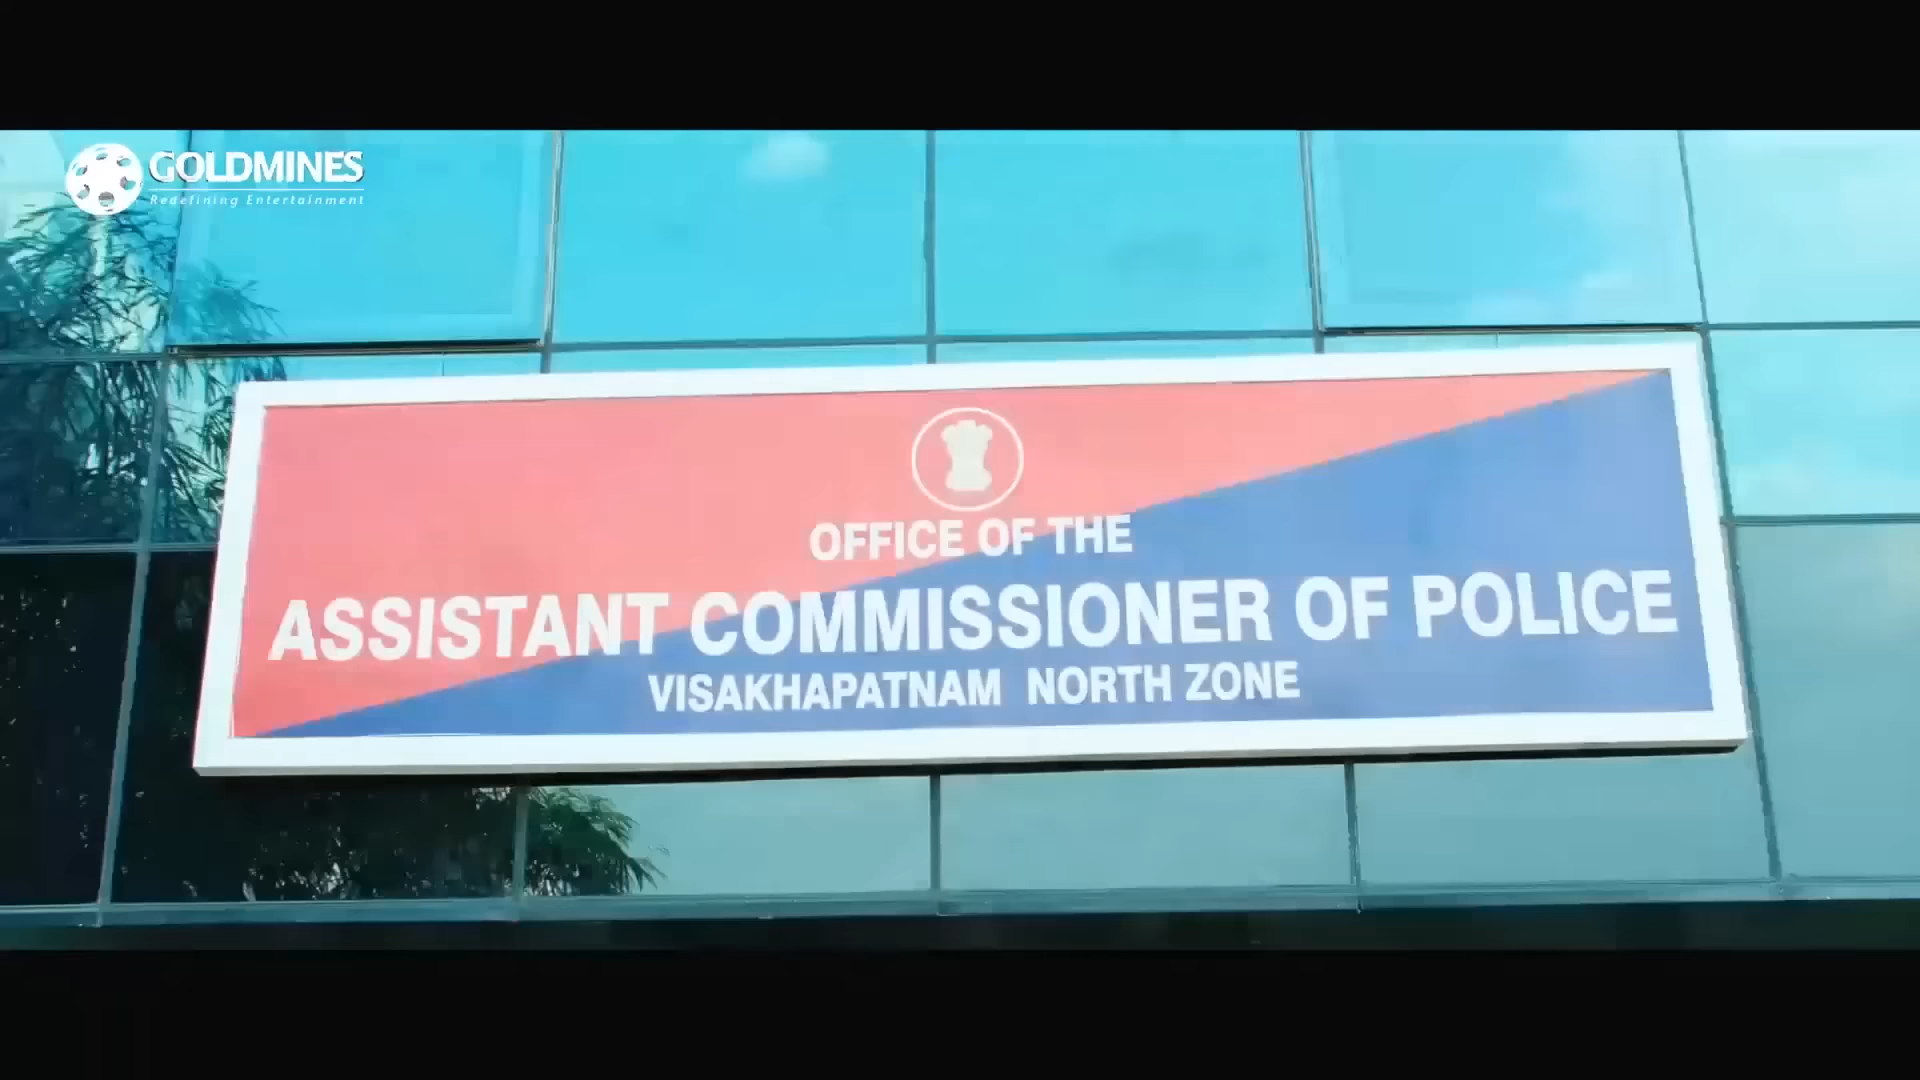 GOLDMINES
Redefining Entertainment
OFFICE OF THE
ASSISTANT COMMISSIONER OF POLICE
VISAKHAPATNAM NORTH ZONE